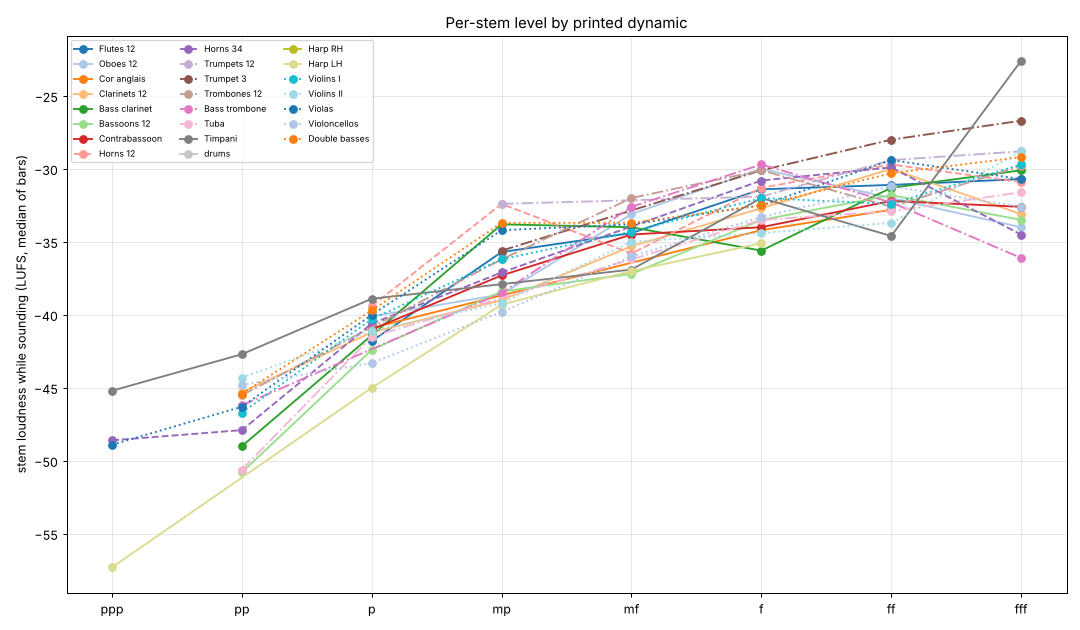 Per-stem level by printed dynamic
stem loudness while sounding (LUFS, median of bars)
−25
−30
−35
−40
−45
−50
−55
Flutes 12
Oboes 12
Cor anglais
Clarinets 12
Bass clarinet
Bassoons 12
Contrabassoon
Horns 12
Horns 34
Trumpets 12
Trumpet 3
Trombones 12
Bass trombone
Tuba
Timpani
drums
Harp RH
Harp LH
Violins I
Violins II
Violas
Violoncellos
Double basses
ppp pp p mp mf f ff fff